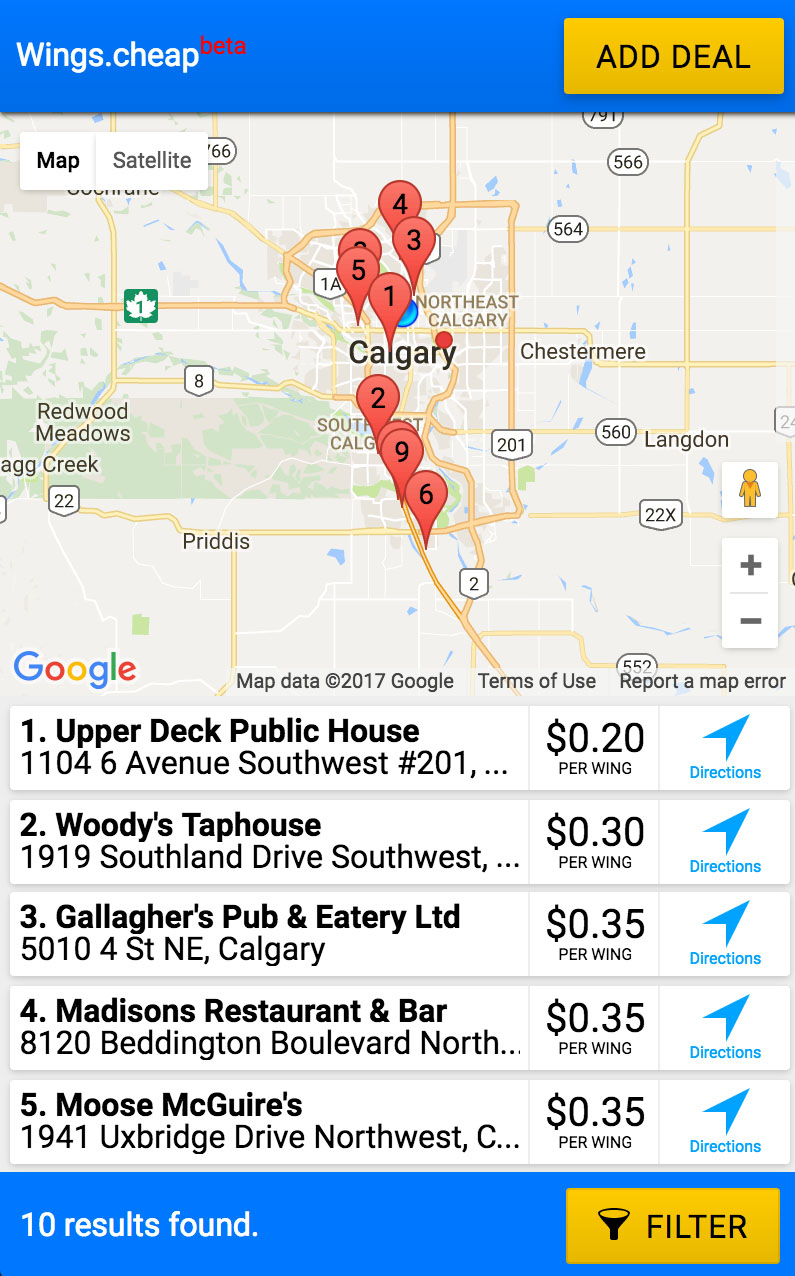 Wings.cheap beta
ADD DEAL
Map
Satellite
791
566
564
4
3
5
1A
1
NORTHEAST
CALGARY
1
Calgary
Chestermere
8
2
Redwood
Meadows
560
Langdon
201
9
agg Creek
22
6
22X
Priddis
2
552
Google
Map data ©2017 Google
Terms of Use
Report a map error
1. Upper Deck Public House
1104 6 Avenue Southwest #201, ...
$0.20
PER WING
Directions
2. Woody's Taphouse
1919 Southland Drive Southwest, ...
$0.30
PER WING
Directions
3. Gallagher's Pub & Eatery Ltd
5010 4 St NE, Calgary
$0.35
PER WING
Directions
4. Madisons Restaurant & Bar
8120 Beddington Boulevard North...
$0.35
PER WING
Directions
5. Moose McGuire's
1941 Uxbridge Drive Northwest, C...
$0.35
PER WING
Directions
10 results found.
FILTER